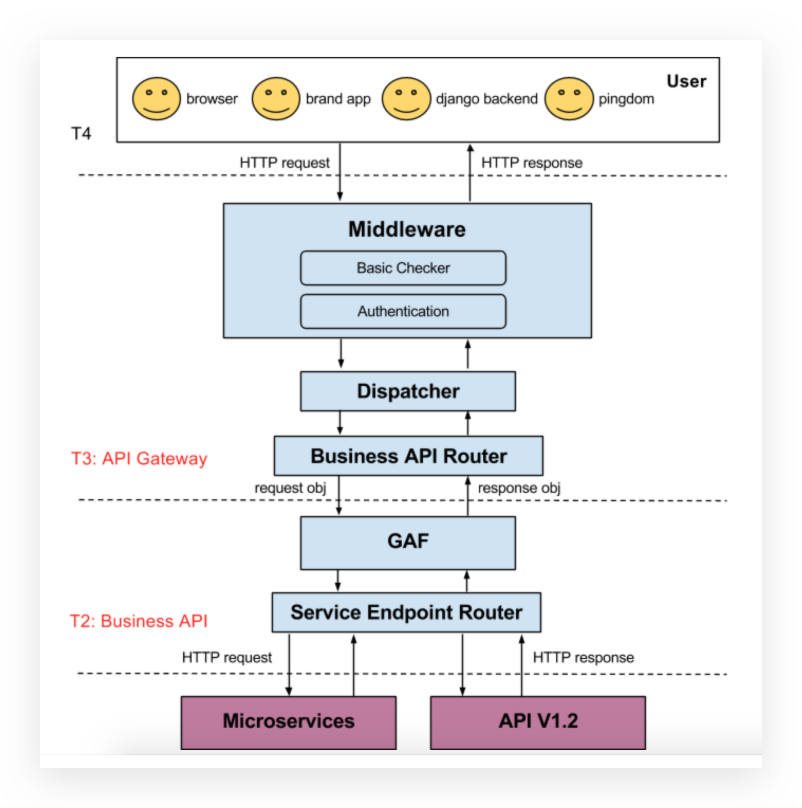 User
browser
brand app
django backend
pingdom
T4
HTTP request
HTTP response
Middleware
Basic Checker
Authentication
Dispatcher
T3: API Gateway
Business API Router
request obj
response obj
GAF
T2: Business API
Service Endpoint Router
HTTP request
HTTP response
Microservices
API V1.2